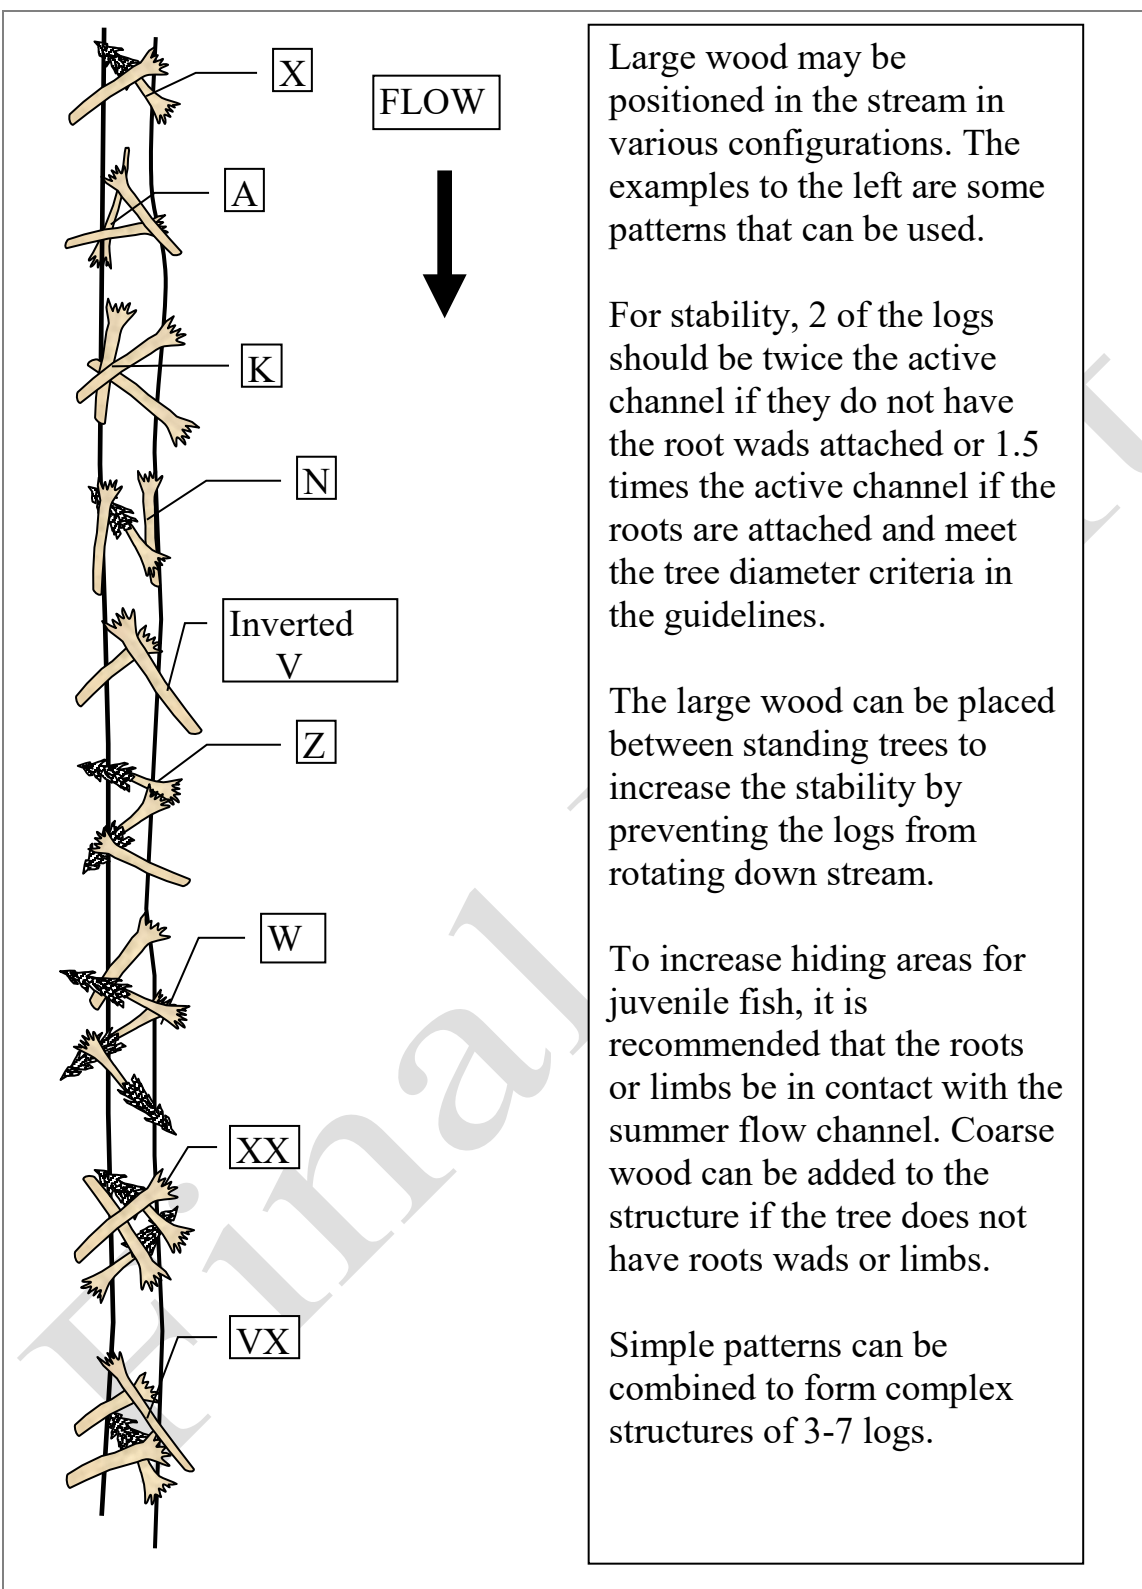 X
FLOW
A
K
N
Inverted
V
Z
W
XX
VX
Large wood may be
positioned in the stream in
various configurations. The
examples to the left are some
patterns that can be used.
For stability, 2 of the logs
should be twice the active
channel if they do not have
the root wads attached or 1.5
times the active channel if the
roots are attached and meet
the tree diameter criteria in
the guidelines.
The large wood can be placed
between standing trees to
increase the stability by
preventing the logs from
rotating down stream.
To increase hiding areas for
juvenile fish, it is
recommended that the roots
or limbs be in contact with the
summer flow channel. Coarse
wood can be added to the
structure if the tree does not
have roots wads or limbs.
Simple patterns can be
combined to form complex
structures of 3-7 logs.
Final